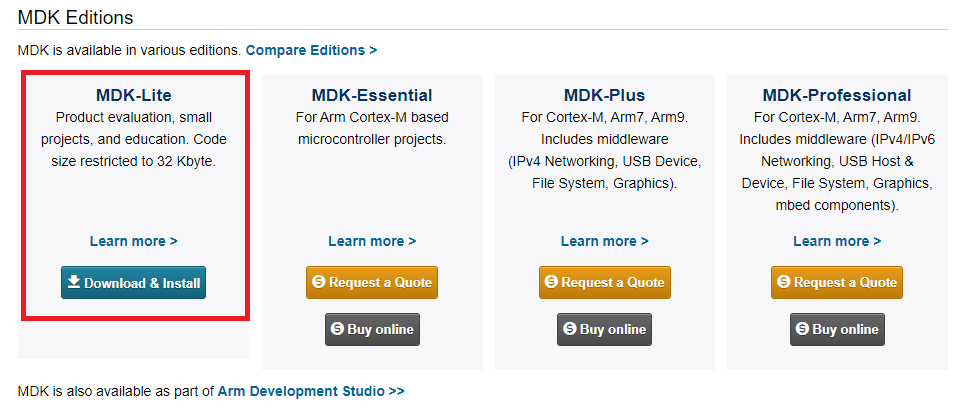 MDK Editions
MDK is available in various editions. Compare Editions >
MDK-Lite
Product evaluation, small
projects, and education. Code
size restricted to 32 Kbyte.
Learn more >
Download & Install
MDK-Essential
For Arm Cortex-M based
microcontroller projects.
Learn more >
Request a Quote
Buy online
MDK-Plus
For Cortex-M, Arm7, Arm9.
Includes middleware
(IPv4 Networking, USB Device,
File System, Graphics).
Learn more >
Request a Quote
Buy online
MDK-Professional
For Cortex-M, Arm7, Arm9.
Includes middleware (IPv4/IPv6
Networking, USB Host &
Device, File System, Graphics,
mbed components).
Learn more >
Request a Quote
Buy online
MDK is also available as part of Arm Development Studio >>